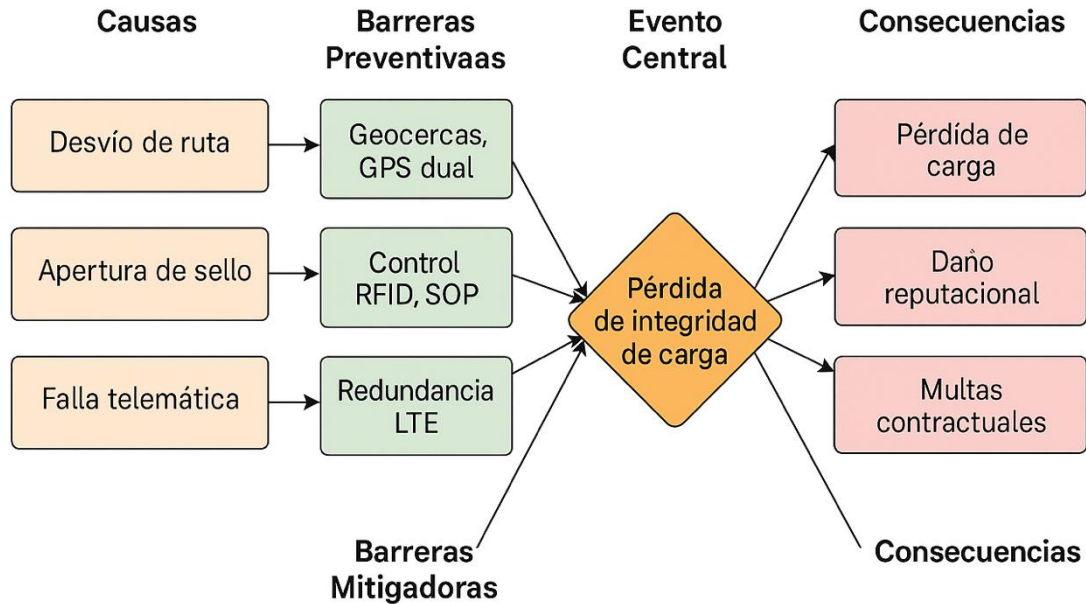 Causas
Barreras
Preventivaas
Evento
Central
Consecuencias
Desvío de ruta
Geocercas,
GPS dual
Pérdída de
carga
Apertura de sello
Control
RFID, SOP
Pérdida
de integridad
de carga
Daño
reputacional
Falla telemática
Redundancia
LTE
Multas
contractuales
Barreras
Mitigadoras
Consecuencias